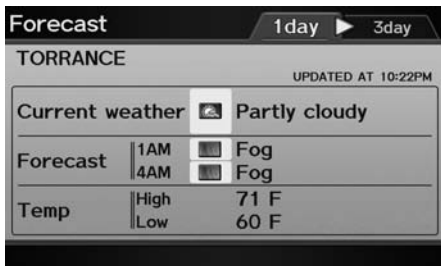 Forecast 1day 3day
TORRANCE
UPDATED AT 10:22PM
Current weather Partly cloudy
Forecast 1AM Fog
4AM Fog
Temp High 71 F
Low 60 F